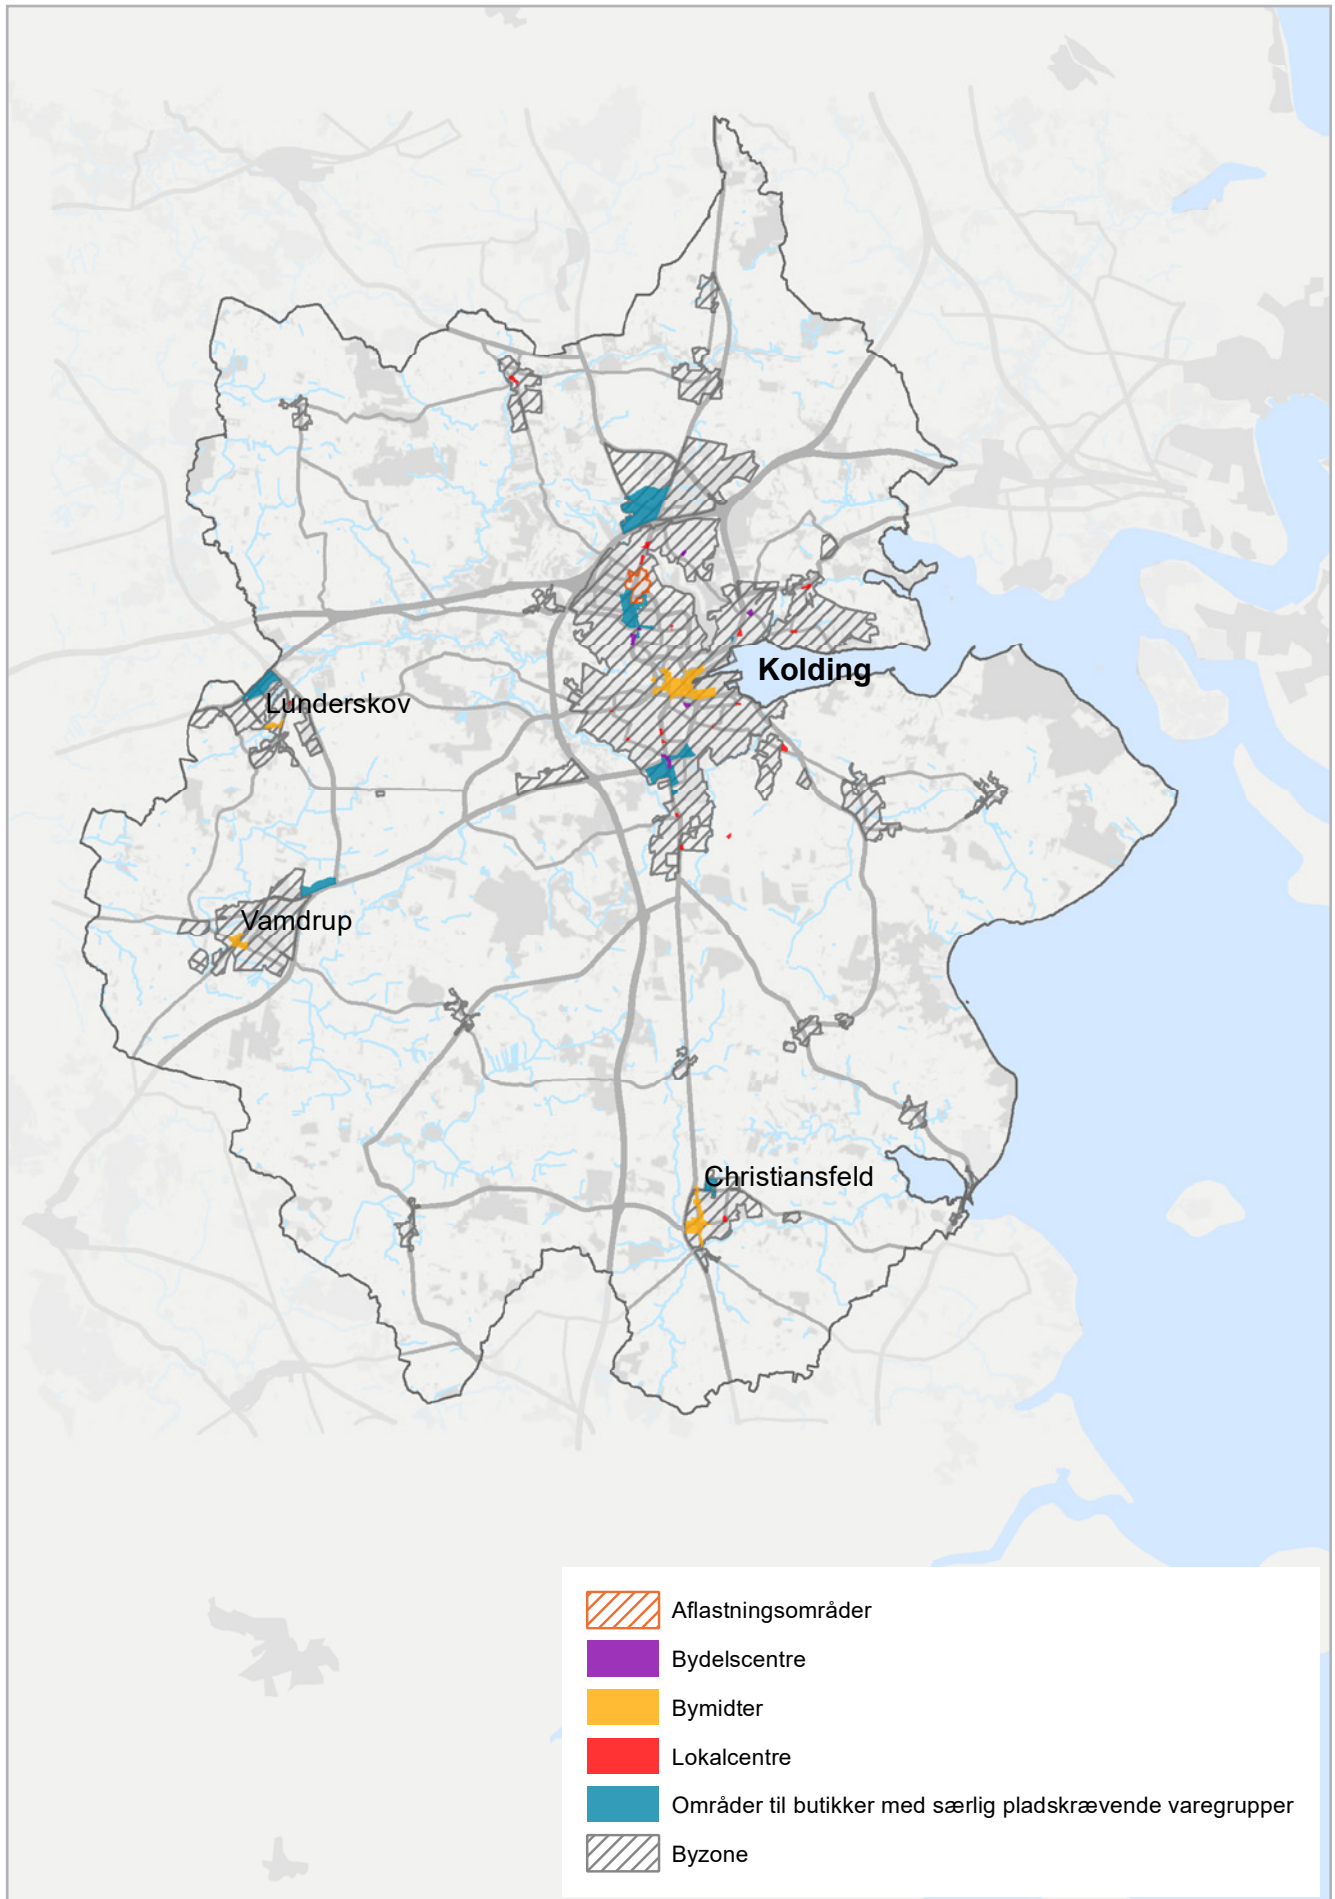 Kolding
Lunderskov
Vamdrup
Christiansfeld
Aflastningsområder
Bydelscentre
Bymidter
Lokalcentre
Områder til butikker med særlig pladskrævende varegrupper
Byzone